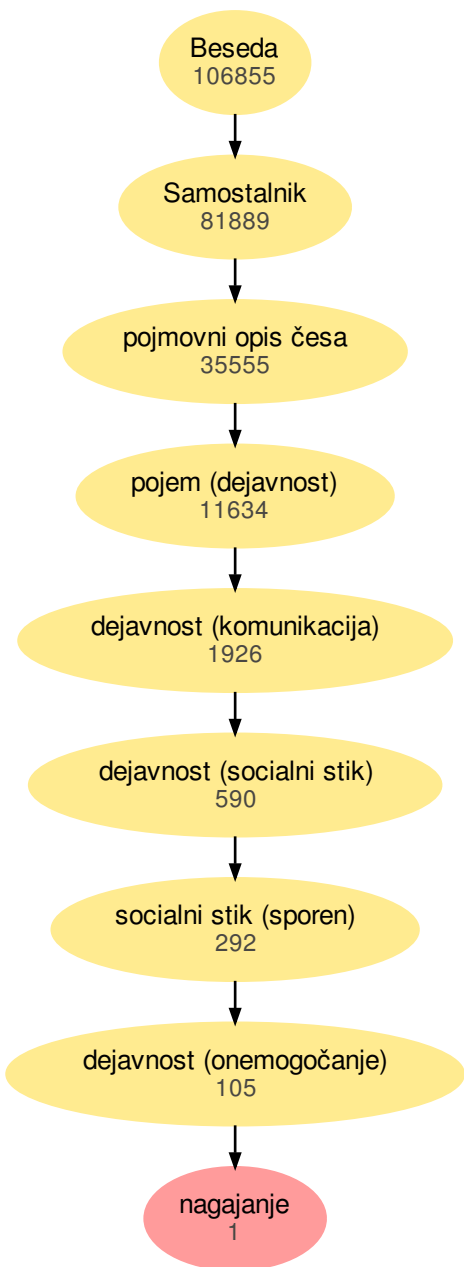 Beseda
106855
Samostalnik
81889
pojmovni opis česa
35555
pojem (dejavnost)
11634
dejavnost (komunikacija)
1926
dejavnost (socialni stik)
590
socialni stik (sporen)
292
dejavnost (onemogočanje)
105
nagajanje
1